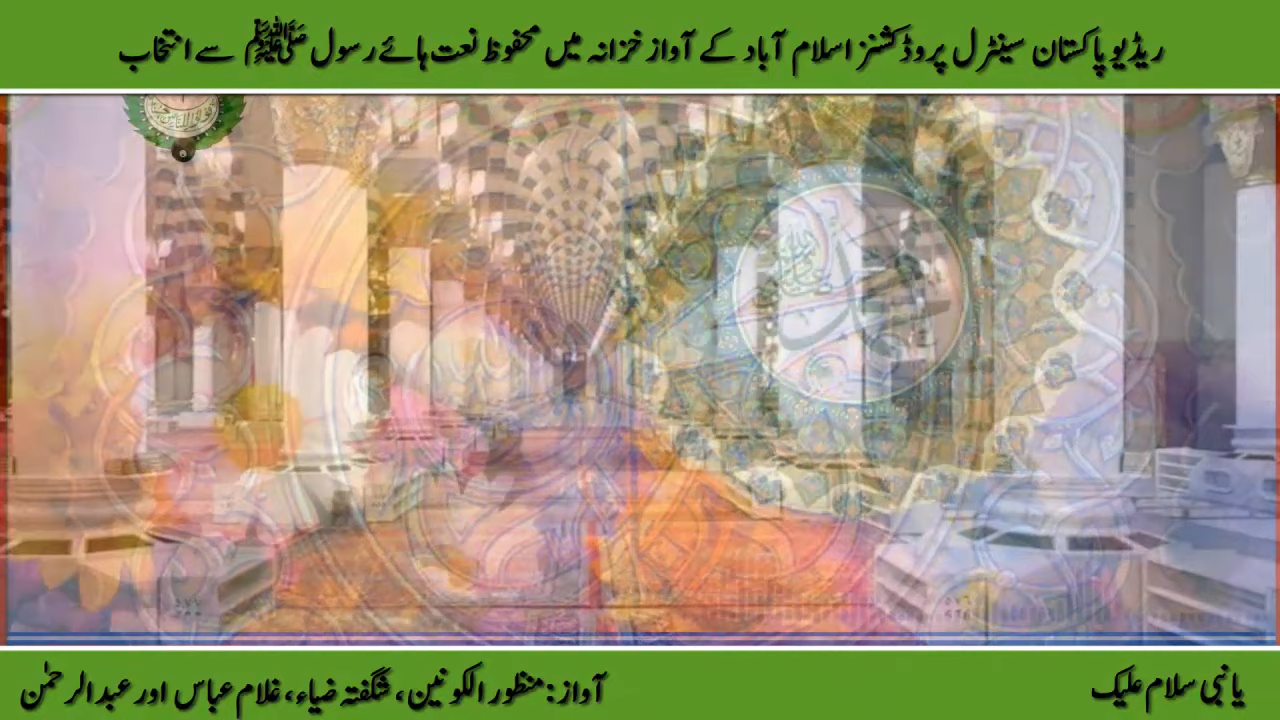 ریڈیو پاکستان سینٹرل پروڈکشنز اسلام آباد کے آواز خزانہ میں محفوظ نعت ہائے رسول ﷺ سے انتخاب
محمد
یا نبی سلام علیک
آواز: منظور الکونین، شگفتہ ضیاء، غلام عباس اور عبدالرحمٰن